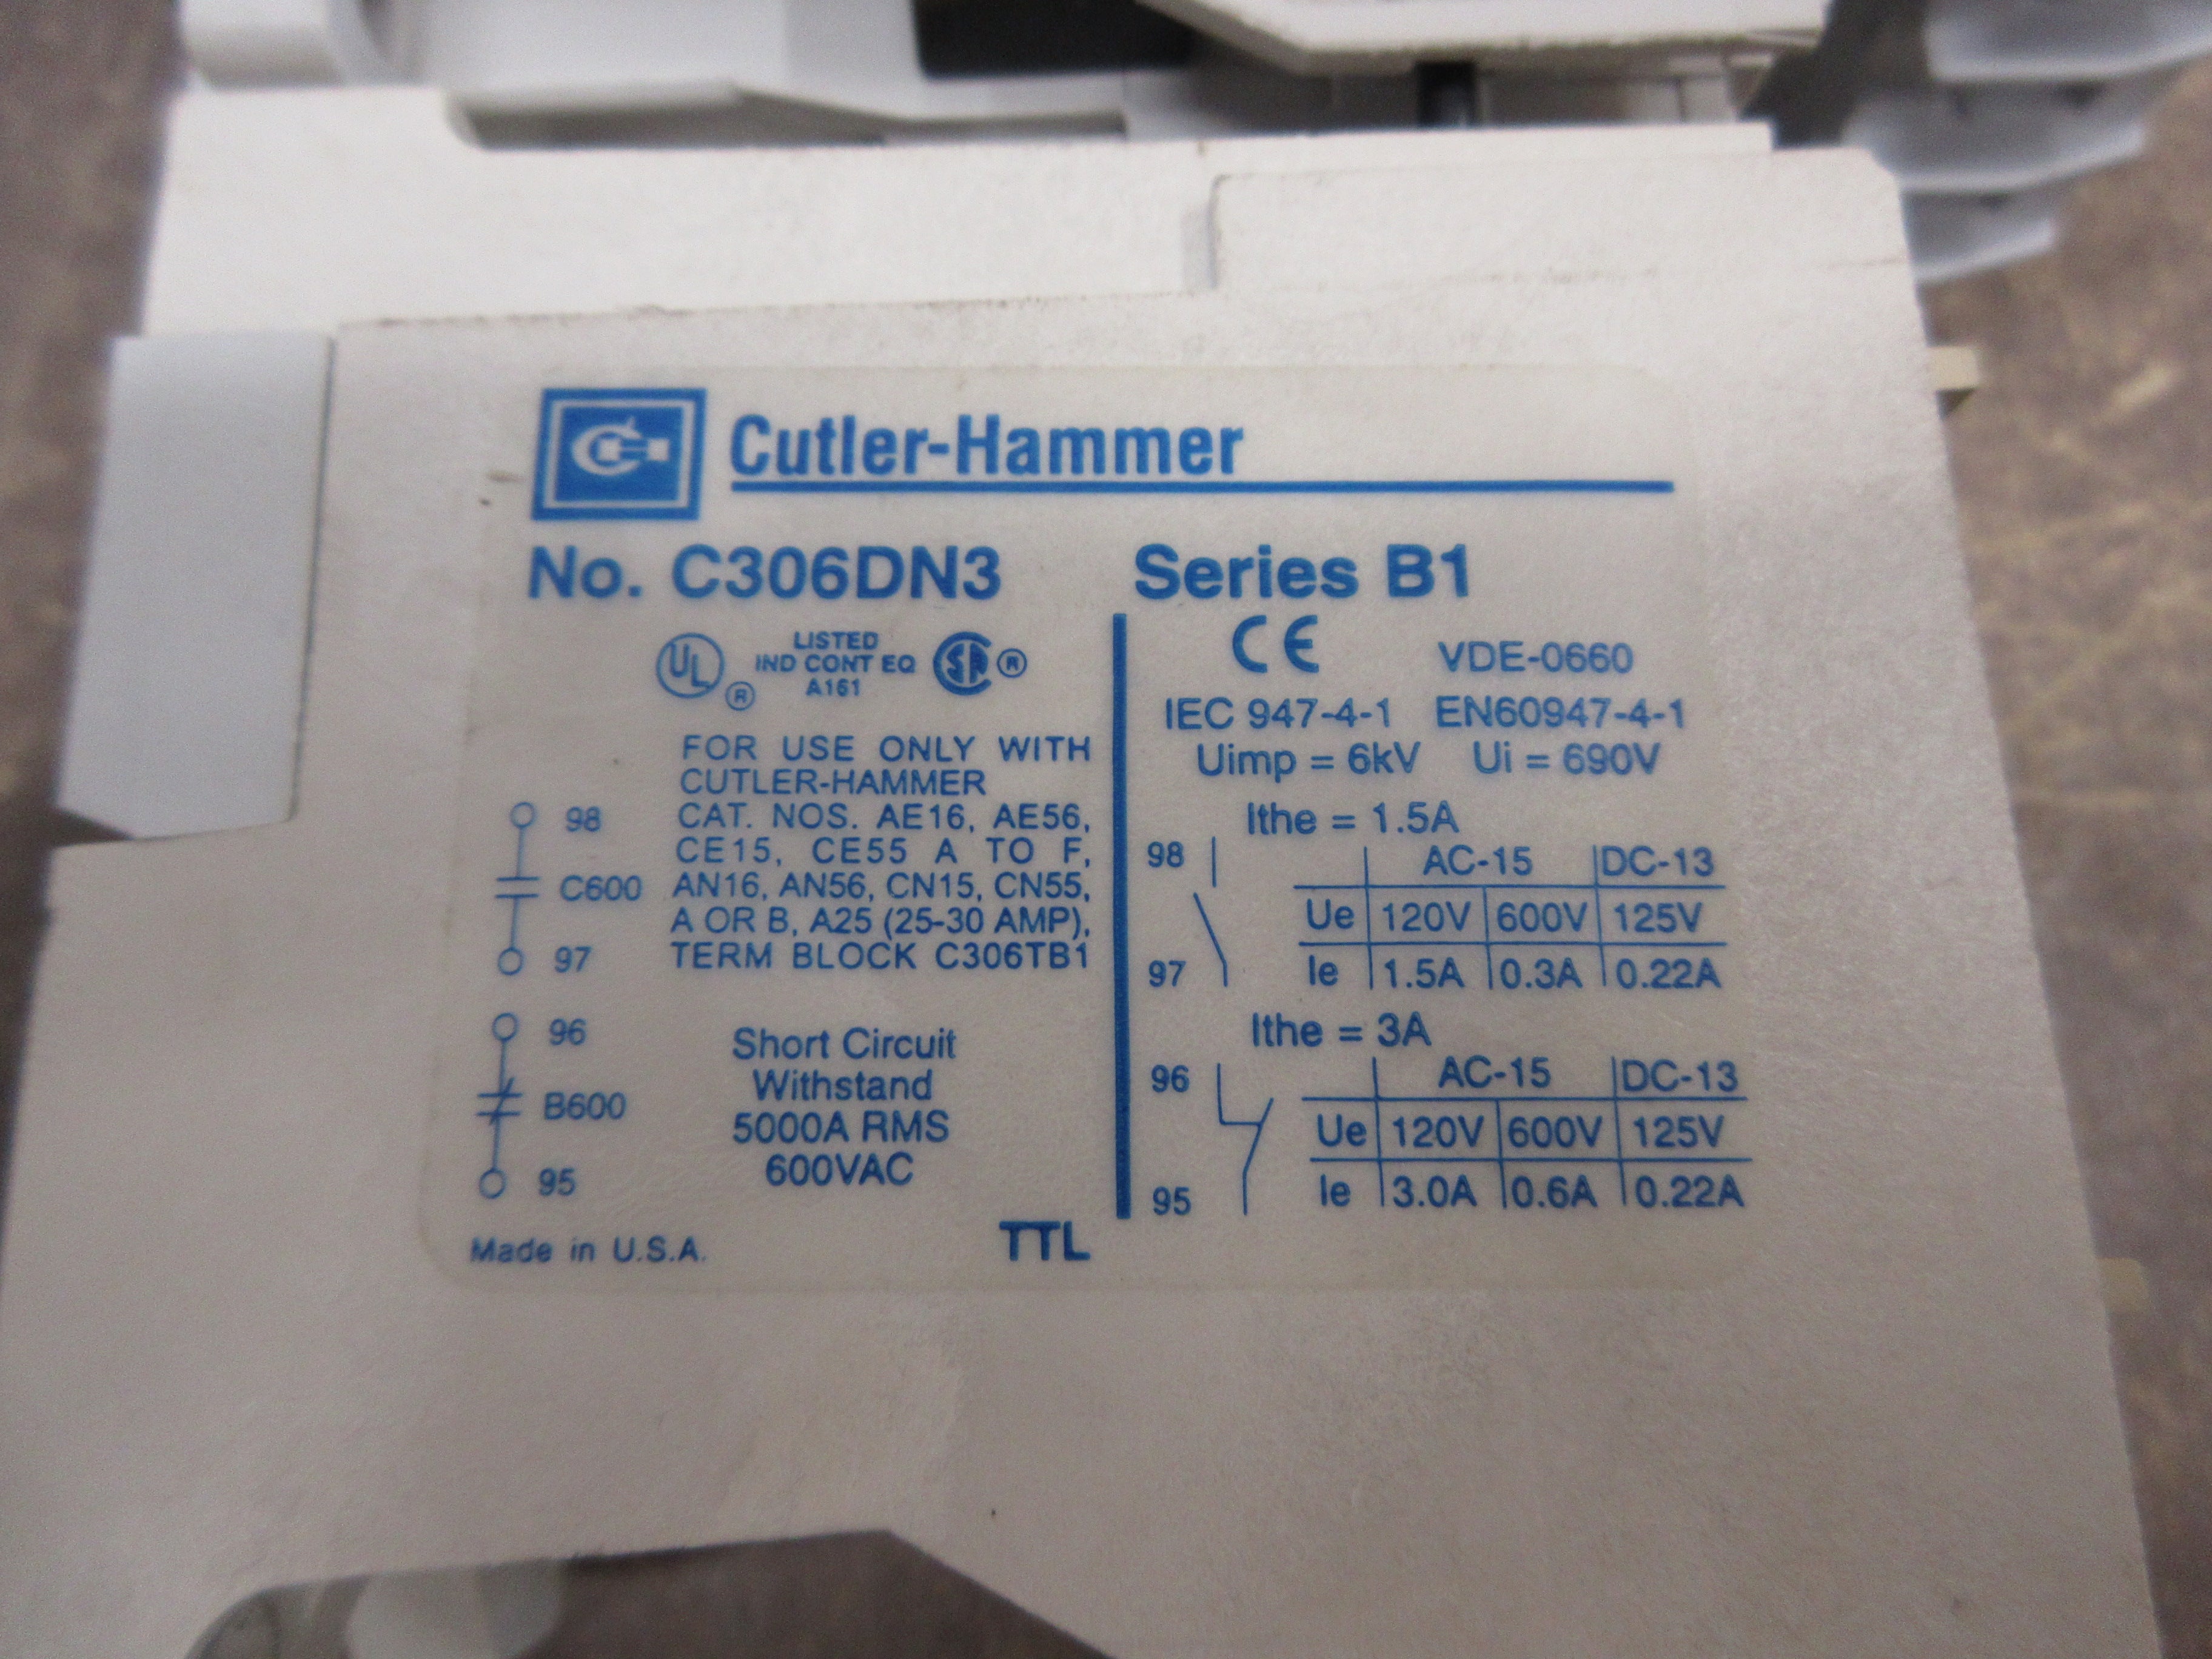 Cutler-Hammer
No. C306DN3 Series B1
UL ® LISTED IND CONT EQ A161 SA ®
FOR USE ONLY WITH
CUTLER-HAMMER
CAT. NOS. AE16, AE56,
CE15, CE55 A TO F,
AN16, AN56, CN15, CN55,
A OR B, A25 (25-30 AMP),
TERM BLOCK C306TB1
98
C600
97
96
B600
95
Short Circuit
Withstand
5000A RMS
600VAC
Made in U.S.A.
TTL
CE VDE-0660
IEC 947-4-1 EN60947-4-1
Uimp = 6kV Ui = 690V
Ithe = 1.5A
98
97
AC-15 DC-13
Ue 120V 600V 125V
Ie 1.5A 0.3A 0.22A
Ithe = 3A
96
95
AC-15 DC-13
Ue 120V 600V 125V
Ie 3.0A 0.6A 0.22A